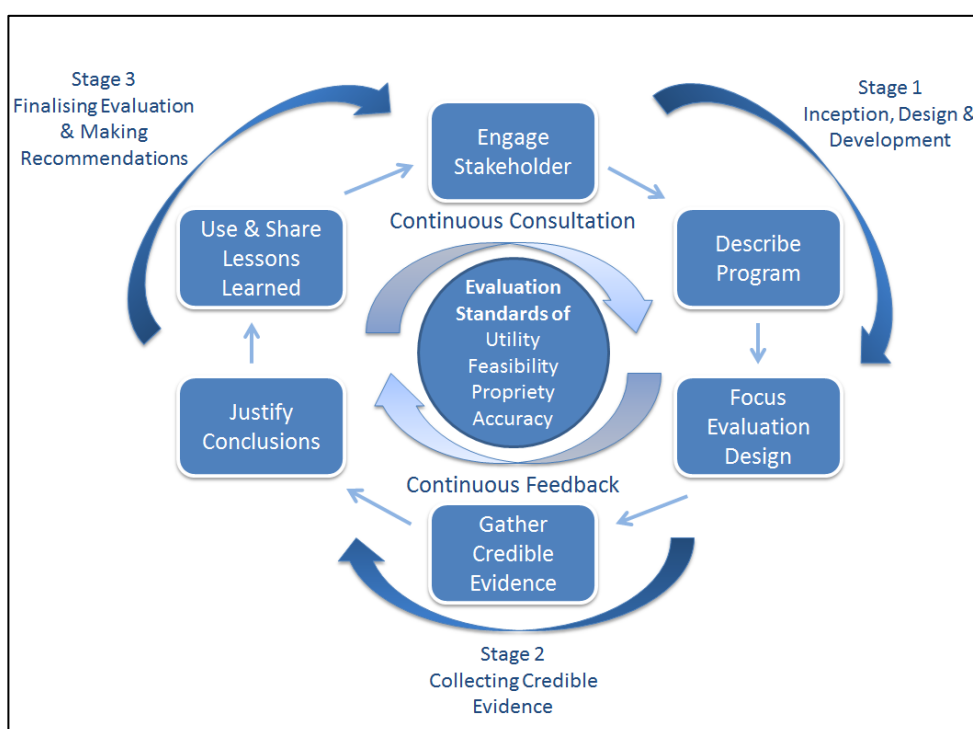 Stage 3
Finalising Evaluation
& Making
Recommendations
Stage 1
Inception, Design &
Development
Engage
Stakeholder
Continuous Consultation
Use & Share
Lessons
Learned
Describe
Program
Evaluation
Standards of
Utility
Feasibility
Propriety
Accuracy
Justify
Conclusions
Focus
Evaluation
Design
Continuous Feedback
Gather
Credible
Evidence
Stage 2
Collecting Credible
Evidence